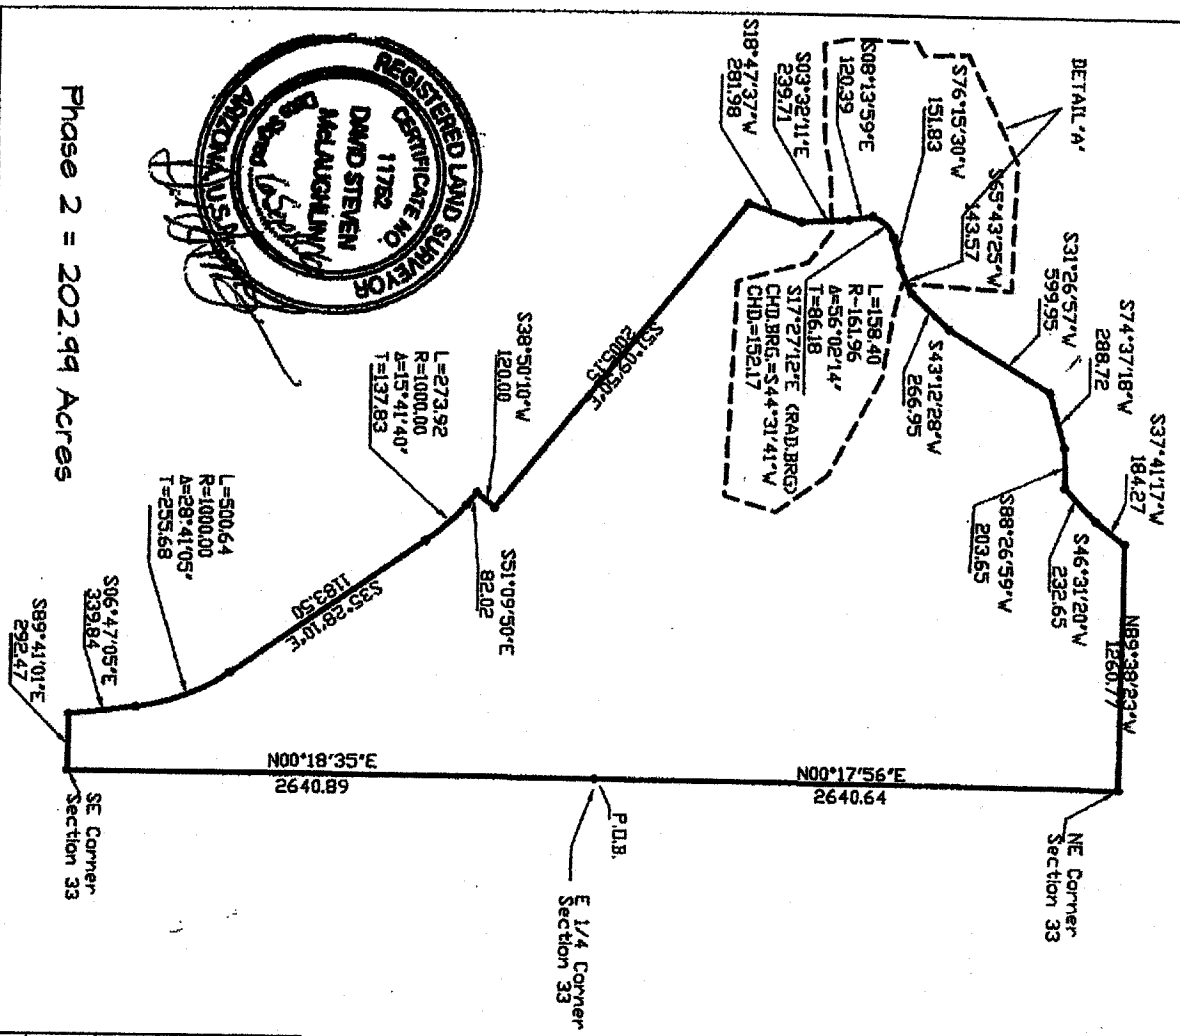 DETAIL 'A'
S76°15'30"W
151.83
S65°43'25"W
143.57
S08°13'59"E
120.39
S03°32'11"E
239.71
S18°47'37"W
281.98
S31°26'57"W
599.95
S74°37'18"W
288.72
S37°41'17"W
184.27
S43°12'28"W
266.95
S88°26'59"W
203.65
S46°31'20"W
232.65
N89°38'23"W
1260.77
L=158.40
R=161.96
Δ=56°02'14"
T=86.18
S17°27'12"E (RAD.BRG)
CHD.BRG.=S44°31'41"W
CHD.=152.17
S51°09'50"E
2005.15
S38°50'10"W
120.00
S51°09'50"E
82.02
L=273.92
R=1000.00
Δ=15°41'40"
T=137.83
S35°28'10"E
1183.50
L=500.64
R=1000.00
Δ=28°41'05"
T=255.68
S06°47'05"E
339.84
S89°41'01"E
292.47
N00°18'35"E
2640.89
N00°17'56"E
2640.64
NE Corner
Section 33
P.O.B.
E 1/4 Corner
Section 33
SE Corner
Section 33
REGISTERED LAND SURVEYOR
CERTIFICATE NO.
11752
DAVID STEVEN
McLAUGHLIN
Date Signed
ARIZONA U.S.A.
Phase 2 = 202.99 Acres